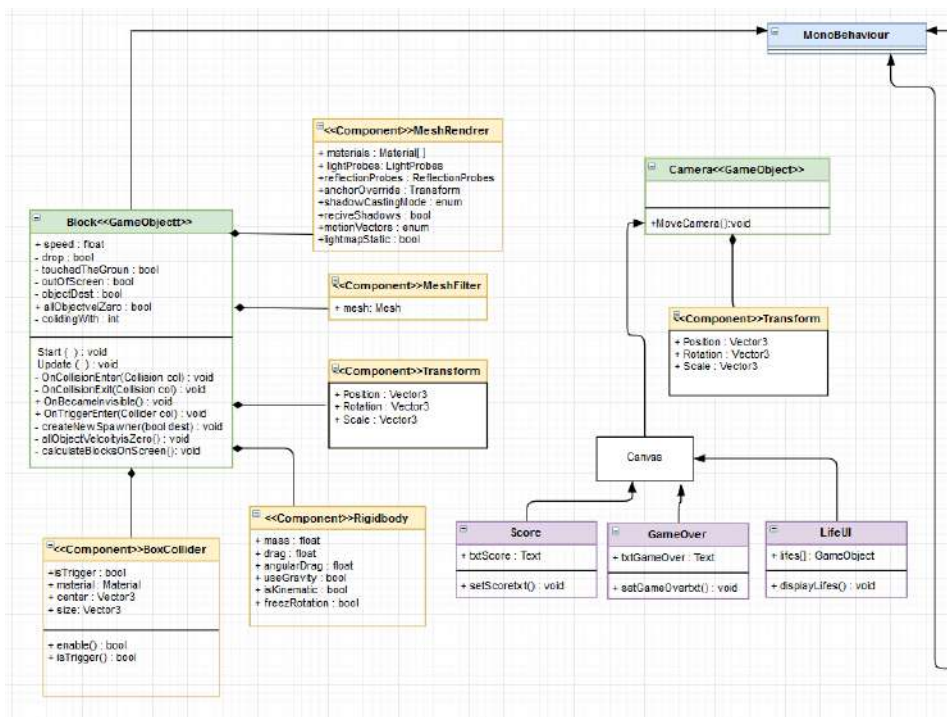 MonoBehaviour
<<Component>>MeshRendrer
+ materials : Material[ ]
+ lightProbes: LightProbes
+reflectionProbes : ReflectionProbes
+anchorOverride : Transform
+shadowCastingMode : enum
+reciveShadows : bool
+motionVectors : enum
+lightmapStatic : bool
Camera<<GameObject>>
+MoveCamera():void
Block<<GameObjectt>>
+ speed : float
- drop : bool
- touchedTheGroun : bool
- outOfScreen : bool
- objectDest : bool
+ allObjectvelZero : bool
- colidingWith : int
Start ( ) : void
Update ( ) : void
- OnCollisionEnter(Collision col) : void
- OnCollisionExit(Collision col) : void
+ OnBecameInvisible() : void
+ OnTriggerEnter(Collider col) : void
- createNewSpawner(bool dest) : void
- allObjectVelcityisZero() : void
- calculateBlocksOnScreen(): void
<<Component>>MeshFilter
+ mesh: Mesh
<<Component>>Transform
+ Position : Vector3
+ Rotation : Vector3
+ Scale : Vector3
<<Component>>Transform
+ Position : Vector3
+ Rotation : Vector3
+ Scale : Vector3
Canvas
<<Component>>BoxCollider
+isTrigger : bool
+ material : Material
+ center : Vector3
+ size: Vector3
+ enable() : bool
+ isTrigger() : bool
<<Component>>Rigidbody
+ mass : float
+ drag : float
+ angularDrag : float
+ useGravity : bool
+ isKinematic : bool
+ freezRotation : bool
Score
+ txtScore : Text
+ setScoretxt() : void
GameOver
+ txtGameOver : Text
+ setGameOvertxt() : void
LifeUI
+ lifes[] : GameObject
+ displayLifes() : void